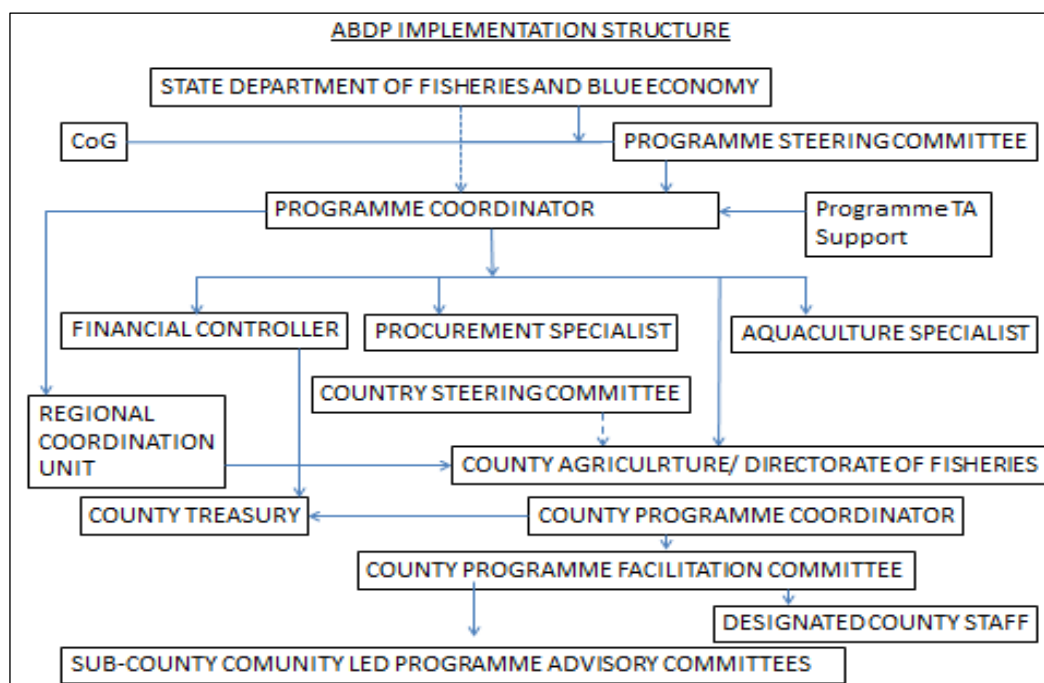 ABDP IMPLEMENTATION STRUCTURE
STATE DEPARTMENT OF FISHERIES AND BLUE ECONOMY
CoG
PROGRAMME STEERING COMMITTEE
PROGRAMME COORDINATOR
Programme TA
Support
FINANCIAL CONTROLLER
PROCUREMENT SPECIALIST
AQUACULTURE SPECIALIST
COUNTRY STEERING COMMITTEE
REGIONAL
COORDINATION
UNIT
COUNTY AGRICULRTURE/ DIRECTORATE OF FISHERIES
COUNTY TREASURY
COUNTY PROGRAMME COORDINATOR
COUNTY PROGRAMME FACILITATION COMMITTEE
DESIGNATED COUNTY STAFF
SUB-COUNTY COMUNITY LED PROGRAMME ADVISORY COMMITTEES